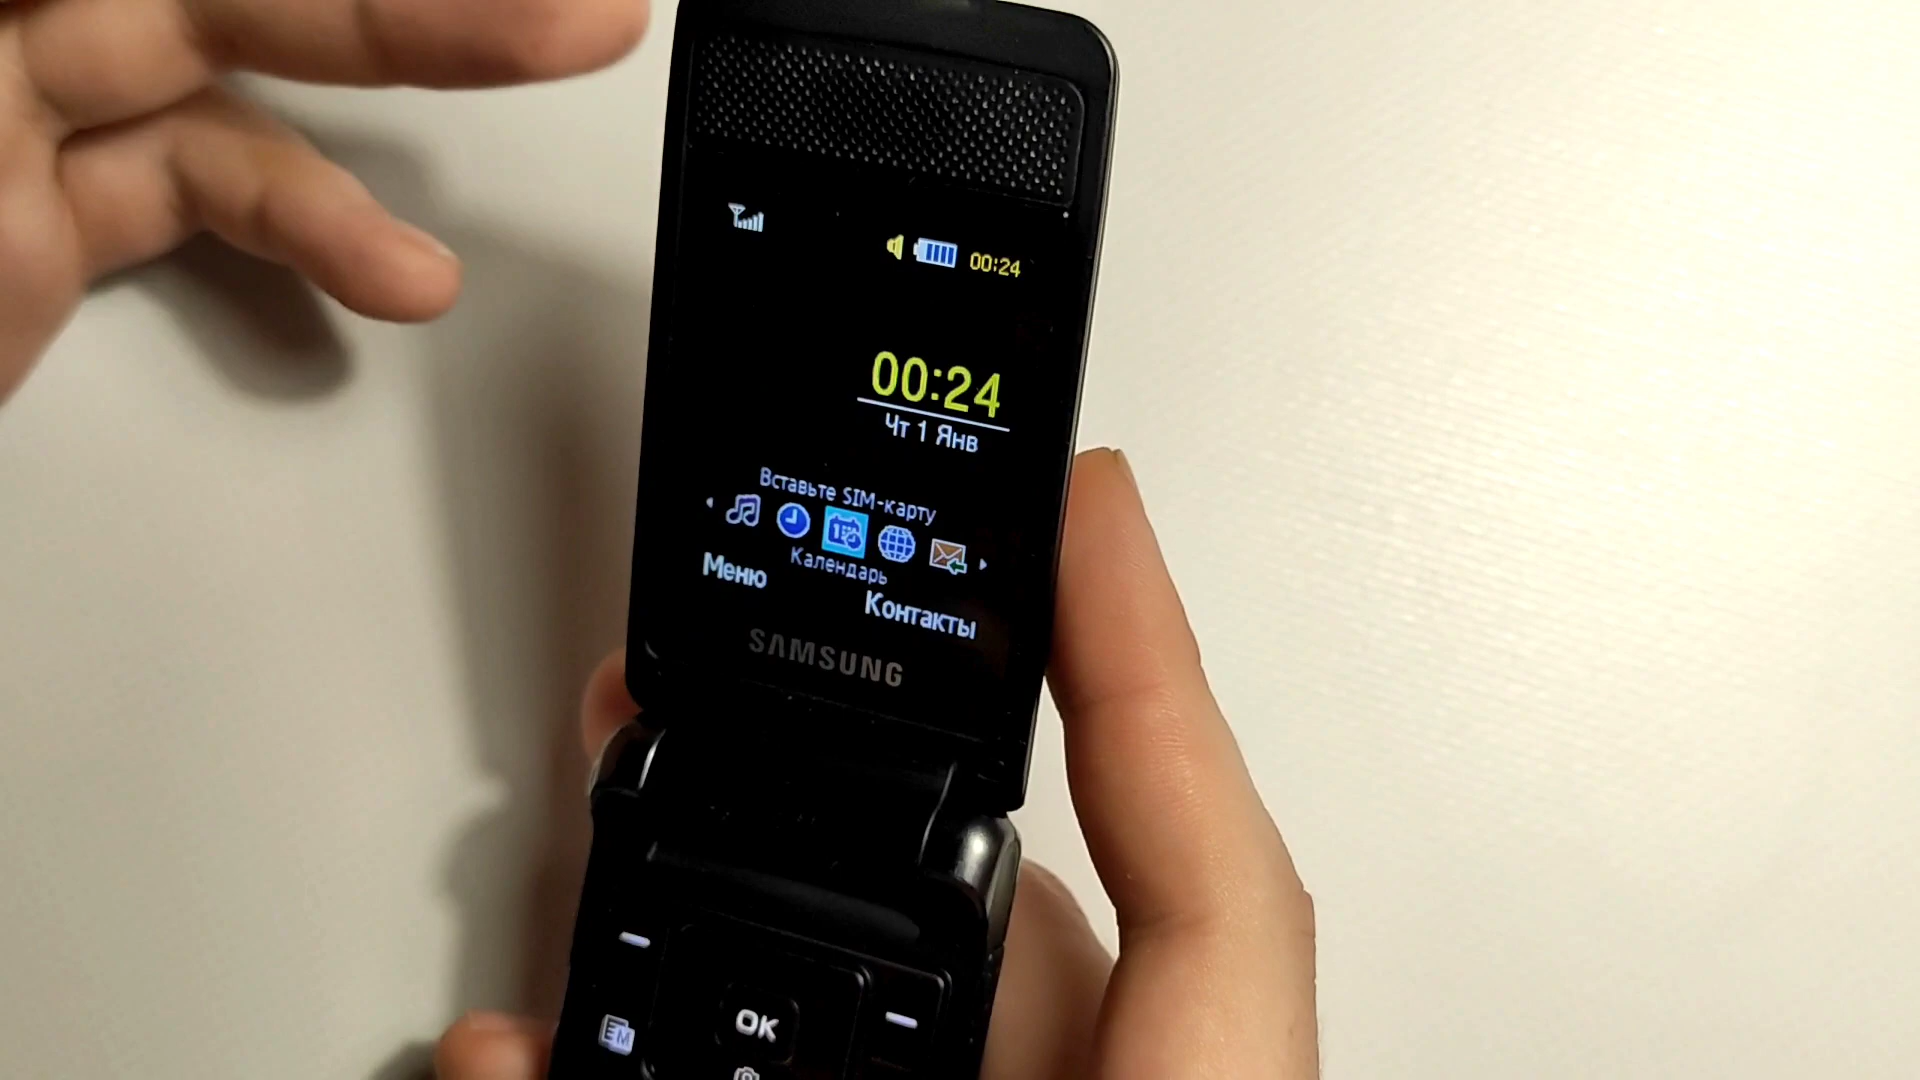 00:24
00:24
Чт 1 Янв
Вставьте SIM-карту
Календарь
Меню
Контакты
SAMSUNG
OK